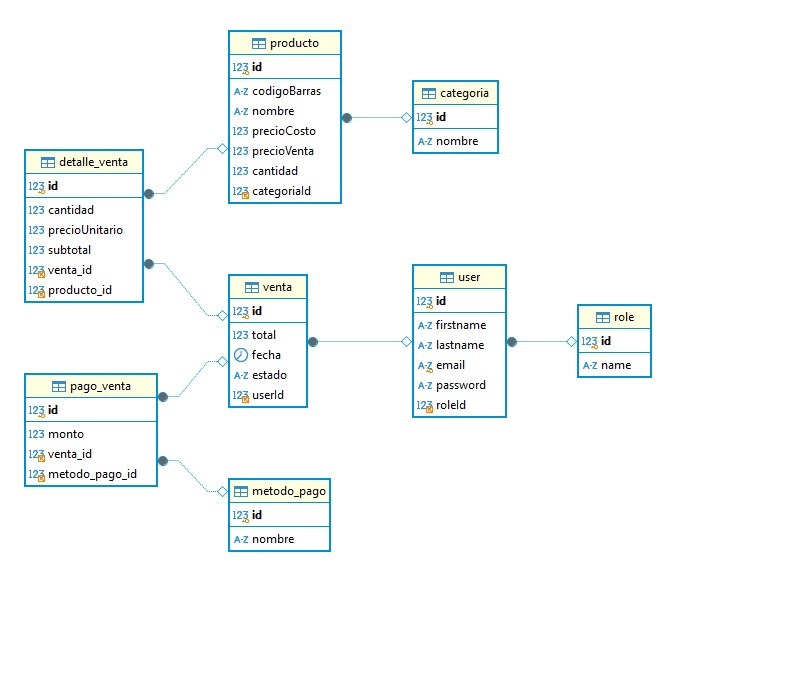 producto
123 id
A-Z codigoBarras
A-Z nombre
123 precioCosto
123 precioVenta
123 cantidad
123 categoriaId
categoria
123 id
A-Z nombre
detalle_venta
123 id
123 cantidad
123 precioUnitario
123 subtotal
123 venta_id
123 producto_id
venta
123 id
123 total
fecha
A-Z estado
123 userId
user
123 id
A-Z firstname
A-Z lastname
A-Z email
A-Z password
123 roleId
role
123 id
A-Z name
pago_venta
123 id
123 monto
123 venta_id
123 metodo_pago_id
metodo_pago
123 id
A-Z nombre